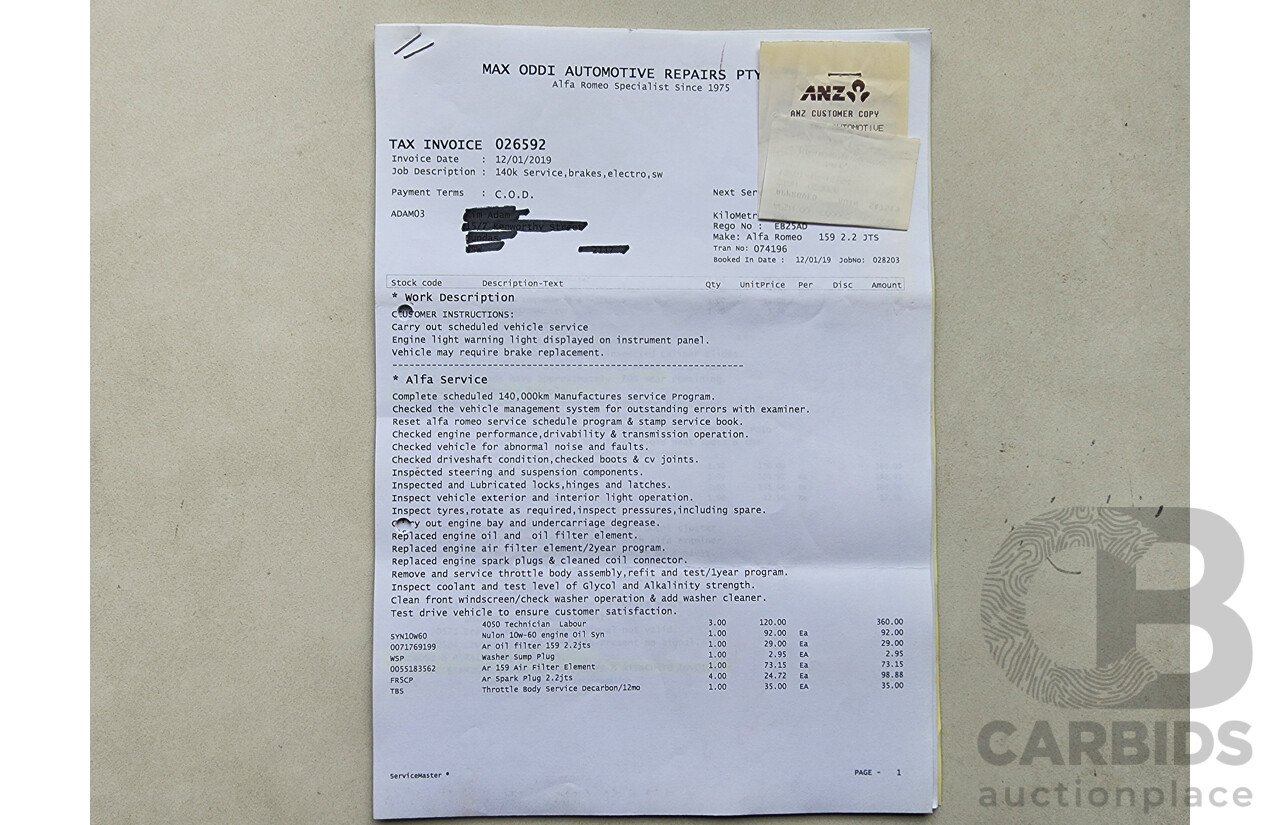 MAX ODDI AUTOMOTIVE REPAIRS PTY
Alfa Romeo Specialist Since 1975
ANZ
ANZ CUSTOMER COPY
AUTOMOTIVE
TAX INVOICE 026592
Invoice Date : 12/01/2019
Job Description : 140k Service,brakes,electro,sw
Payment Terms : C.O.D.
Next Ser
ADAM03
KiloMetr
Rego No : EB25AD
Make: Alfa Romeo 159 2.2 JTS
Tran No: 074196
Booked In Date : 12/01/19 JobNo: 028203
Stock code Description-Text Qty UnitPrice Per Disc Amount
* Work Description
CUSOMER INSTRUCTIONS:
Carry out scheduled vehicle service
Engine light warning light displayed on instrument panel.
Vehicle may require brake replacement.
* Alfa Service
Complete scheduled 140,000km Manufactures service Program.
Checked the vehicle management system for outstanding errors with examiner.
Reset alfa romeo service schedule program & stamp service book.
Checked engine performance,drivability & transmission operation.
Checked vehicle for abnormal noise and faults.
Checked driveshaft condition,checked boots & cv joints.
Inspected steering and suspension components.
Inspected and Lubricated locks,hinges and latches.
Inspect vehicle exterior and interior light operation.
Inspect tyres,rotate as required,inspect pressures,including spare.
Carry out engine bay and undercarriage degrease.
Replaced engine oil and oil filter element.
Replaced engine air filter element/2year program.
Replaced engine spark plugs & cleaned coil connector.
Remove and service throttle body assembly,refit and test/1year program.
Inspect coolant and test level of Glycol and Alkalinity strength.
Clean front windscreen/check washer operation & add washer cleaner.
Test drive vehicle to ensure customer satisfaction.
4050 Technician Labour 3.00 120.00 360.00
SYN10W60 Nulon 10w-60 engine Oil Syn 1.00 92.00 Ea 92.00
0071769199 Ar Oil filter 159 2.2jts 1.00 29.00 Ea 29.00
WSP Washer Sump Plug 1.00 2.95 Ea 2.95
0055183562 Ar 159 Air Filter Element 1.00 73.15 Ea 73.15
FR5CP Ar Spark Plug 2.2jts 4.00 24.72 Ea 98.88
TBS Throttle Body Service Decarbon/12mo 1.00 35.00 EA 35.00
ServiceMaster *
PAGE - 1
CB
CARBIDS
auctionplace